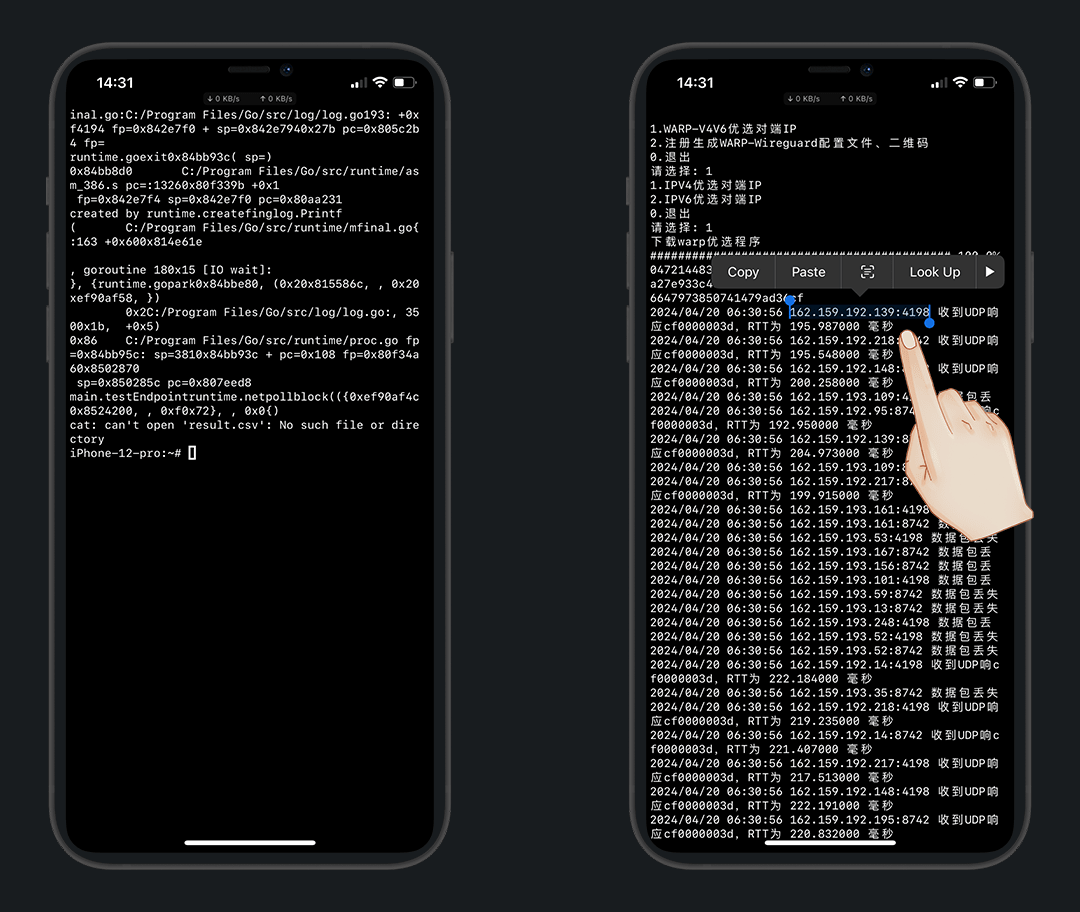 14:31
↓ 0 KB/s ↑ 0 KB/s
inal.go:C:/Program Files/Go/src/log/log.go193: +0x
f4194 fp=0x842e7f0 + sp=0x842e7940x27b pc=0x805c2b
4 fp=
runtime.goexit0x84bb93c( sp=)
0x84bb8d0 C:/Program Files/Go/src/runtime/as
m_386.s pc=:13260x80f339b +0x1
fp=0x842e7f4 sp=0x842e7f0 pc=0x80aa231
created by runtime.createfinglog.Printf
( C:/Program Files/Go/src/runtime/mfinal.go{
:163 +0x600x814e61e
, goroutine 180x15 [IO wait]:
}, {runtime.gopark0x84bbe80, (0x20x815586c, , 0x20
xef90af58, })
0x2C:/Program Files/Go/src/log/log.go:, 35
00x1b, +0x5)
0x86 C:/Program Files/Go/src/runtime/proc.go fp
=0x84bb95c: sp=3810x84bb93c + pc=0x108 fp=0x80f34a
60x8502870
sp=0x850285c pc=0x807eed8
main.testEndpointruntime.netpollblock(({0xef90af4c
0x8524200, , 0xf0x72}, , 0x0{)
cat: can't open 'result.csv': No such file or dire
ctory
iPhone-12-pro:~#
14:31
↓ 0 KB/s ↑ 0 KB/s
1.WARP-V4V6优选对端IP
2.注册生成WARP-Wireguard配置文件、二维码
0.退出
请选择: 1
1.IPV4优选对端IP
2.IPV6优选对端IP
0.退出
请选择: 1
下载warp优选程序
Copy Paste Look Up
04721448
a27e933c4
6647973850741479ad36cf
2024/04/20 06:30:56 162.159.192.139:4198 收到UDP响
应cf0000003d, RTT为 195.987000 毫秒
2024/04/20 06:30:56 162.159.192.218: 42 收到UDP响
应cf0000003d, RTT为 195.548000 毫秒
2024/04/20 06:30:56 162.159.192.148:4 收到UDP响
应cf0000003d, RTT为 200.258000 毫秒
2024/04/20 06:30:56 162.159.193.109:4 数据包丢
2024/04/20 06:30:56 162.159.192.95:874 响c
f0000003d, RTT为 192.950000 毫秒
2024/04/20 06:30:56 162.159.192.139:8
应cf0000003d, RTT为 204.973000 毫秒
2024/04/20 06:30:56 162.159.193.109:8
2024/04/20 06:30:56 162.159.192.217:8
应cf0000003d, RTT为 199.915000 毫秒
2024/04/20 06:30:56 162.159.193.161:4198
2024/04/20 06:30:56 162.159.193.161:8742 数
2024/04/20 06:30:56 162.159.193.53:4198 数据包丢失
2024/04/20 06:30:56 162.159.193.167:8742 数据包丢
2024/04/20 06:30:56 162.159.193.156:8742 数据包丢
2024/04/20 06:30:56 162.159.193.101:4198 数据包丢
2024/04/20 06:30:56 162.159.193.59:8742 数据包丢失
2024/04/20 06:30:56 162.159.193.13:8742 数据包丢失
2024/04/20 06:30:56 162.159.193.248:4198 数据包丢
2024/04/20 06:30:56 162.159.193.52:4198 数据包丢失
2024/04/20 06:30:56 162.159.193.52:8742 数据包丢失
2024/04/20 06:30:56 162.159.192.14:4198 收到UDP响c
f0000003d, RTT为 222.184000 毫秒
2024/04/20 06:30:56 162.159.193.35:8742 数据包丢失
2024/04/20 06:30:56 162.159.192.218:4198 收到UDP响
应cf0000003d, RTT为 219.235000 毫秒
2024/04/20 06:30:56 162.159.192.14:8742 收到UDP响c
f0000003d, RTT为 221.407000 毫秒
2024/04/20 06:30:56 162.159.192.217:4198 收到UDP响
应cf0000003d, RTT为 217.513000 毫秒
2024/04/20 06:30:56 162.159.192.148:4198 收到UDP响
应cf0000003d, RTT为 222.191000 毫秒
2024/04/20 06:30:56 162.159.192.195:8742 收到UDP响
应cf0000003d, RTT为 220.832000 毫秒